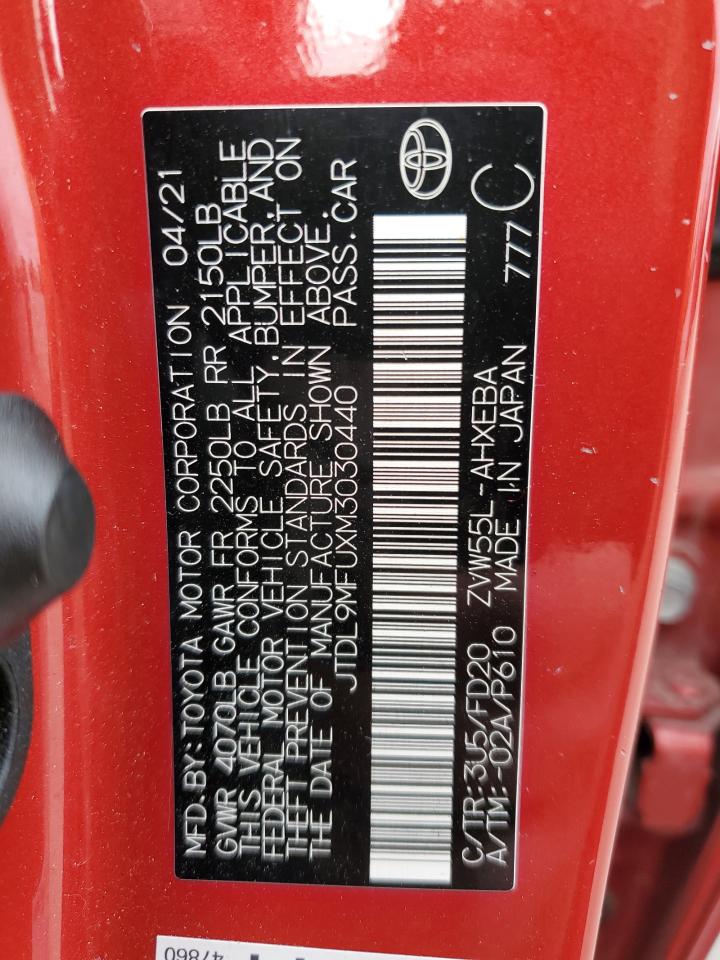 MFD. BY: TOYOTA MOTOR CORPORATION 04/21
GVWR 4070LB GAWR FR 2250LB RR 2150LB
THIS VEHICLE CONFORMS TO ALL APPLICABLE
FEDERAL MOTOR VEHICLE SAFETY, BUMPER, AND
THEFT PREVENTION STANDARDS IN EFFECT ON
THE DATE OF MANUFACTURE SHOWN ABOVE.
JTDL9MFUXM3030440 PASS. CAR
C/TR: 3U5/FD20 ZVW55L-AHXEBA
A/TM: -02A/P610 MADE IN JAPAN 777 C
47860